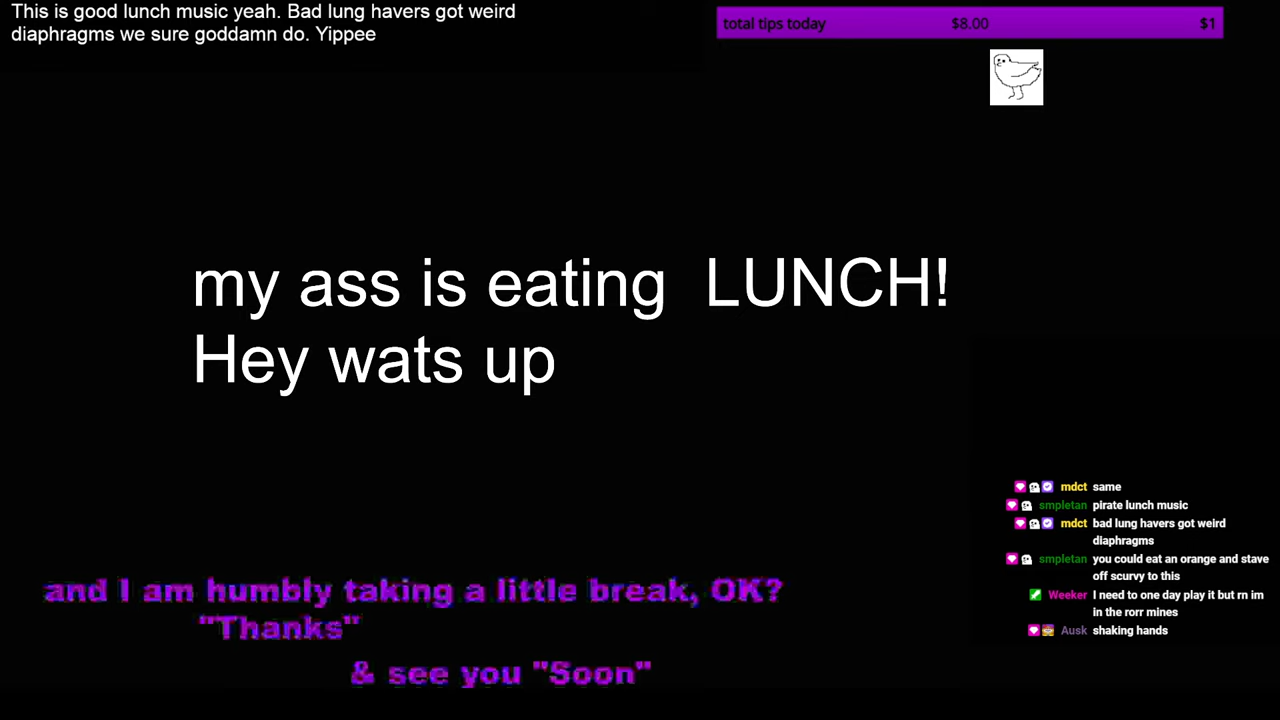 This is good lunch music yeah. Bad lung havers got weird
diaphragms we sure goddamn do. Yippee
total tips today $8.00 $1
my ass is eating  LUNCH!
Hey wats up
mdct same
smpletan pirate lunch music
mdct bad lung havers got weird
diaphragms
smpletan you could eat an orange and stave
off scurvy to this
Weeker I need to one day play it but rn im
in the rorr mines
Ausk shaking hands
and I am humbly taking a little break, OK?
"Thanks"
& see you "Soon"